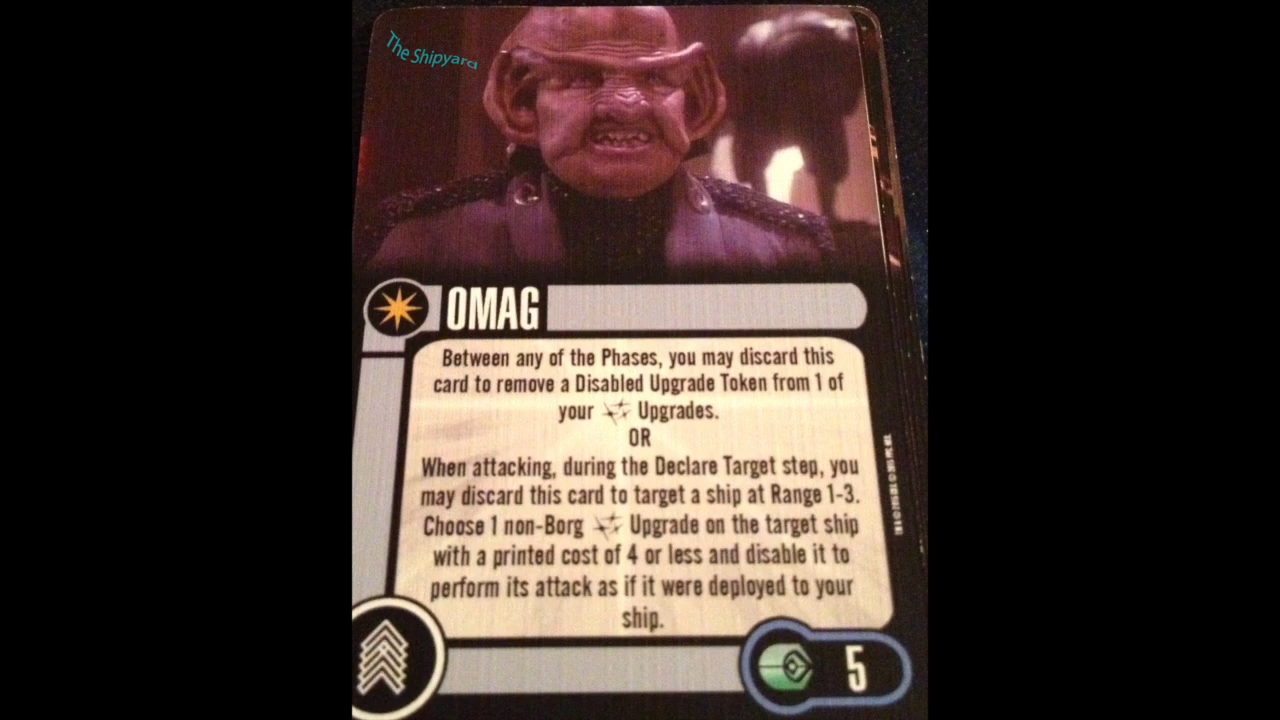 The Shipyard
OMAG
Between any of the Phases, you may discard this
card to remove a Disabled Upgrade Token from 1 of
your Upgrades.
OR
When attacking, during the Declare Target step, you
may discard this card to target a ship at Range 1-3.
Choose 1 non-Borg Upgrade on the target ship
with a printed cost of 4 or less and disable it to
perform its attack as if it were deployed to your
ship.
5